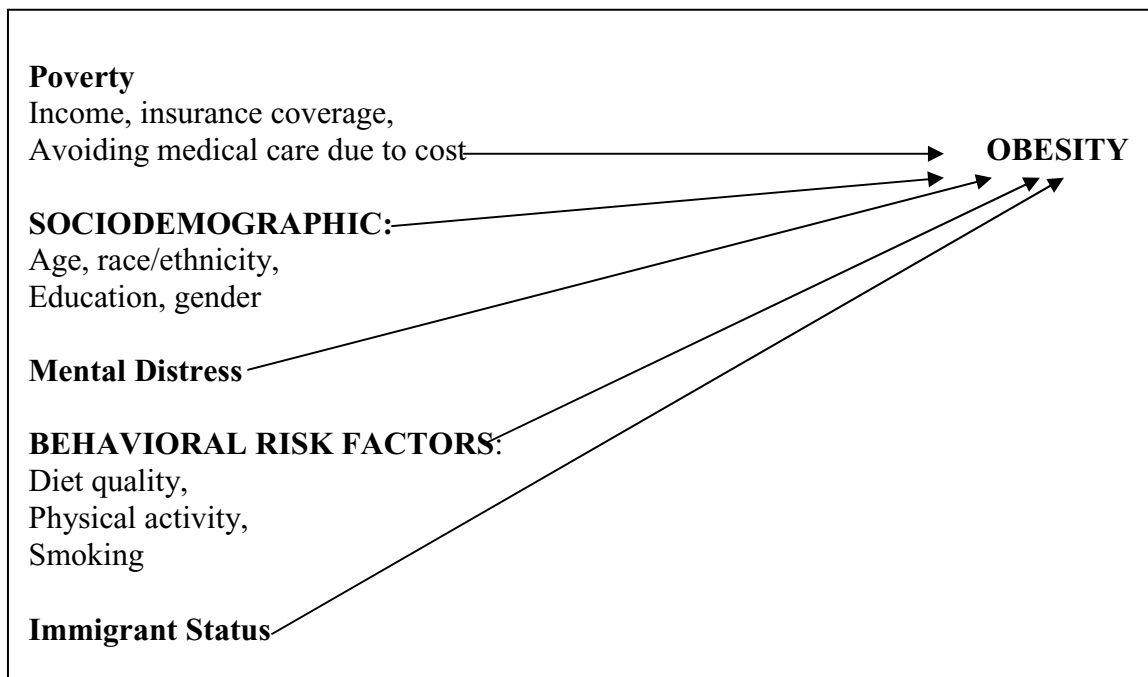 Poverty
Income, insurance coverage,
Avoiding medical care due to cost
OBESITY
SOCIODEMOGRAPHIC:
Age, race/ethnicity,
Education, gender
Mental Distress
BEHAVIORAL RISK FACTORS:
Diet quality,
Physical activity,
Smoking
Immigrant Status